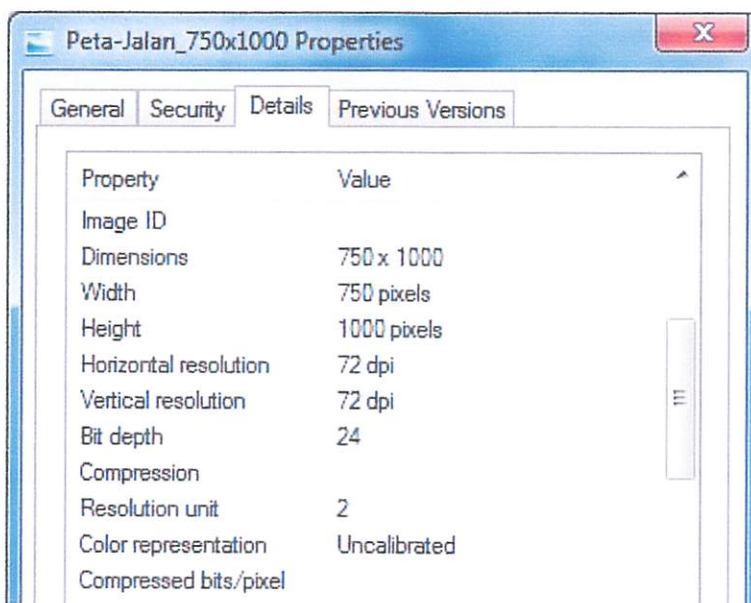 Peta-Jalan_750x1000 Properties
General Security Details Previous Versions
Property Value
Image ID
Dimensions 750 x 1000
Width 750 pixels
Height 1000 pixels
Horizontal resolution 72 dpi
Vertical resolution 72 dpi
Bit depth 24
Compression
Resolution unit 2
Color representation Uncalibrated
Compressed bits/pixel